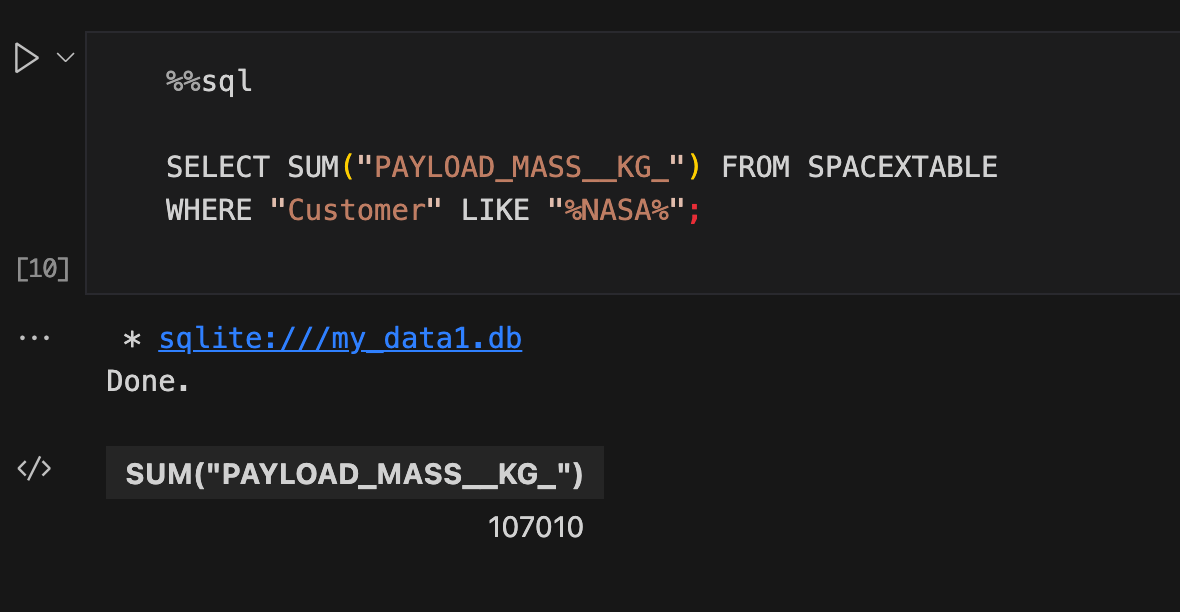 %%sql
SELECT SUM("PAYLOAD_MASS__KG_") FROM SPACEXTABLE
WHERE "Customer" LIKE "%NASA%";
[10]
* sqlite:///my_data1.db
Done.
SUM("PAYLOAD_MASS__KG_")
107010